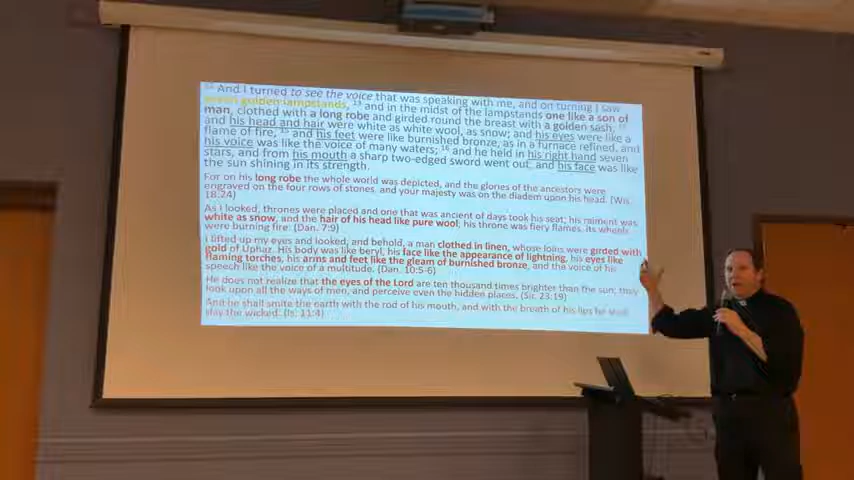 12 And I turned to see the voice that was speaking with me, and on turning I saw
seven golden lampstands, 13 and in the midst of the lampstands one like a son of
man, clothed with a long robe and girded round the breast with a golden sash, 14
and his head and hair were white as white wool, as snow; and his eyes were like a
flame of fire, 15 and his feet were like burnished bronze, as in a furnace refined, and
his voice was like the voice of many waters; 16 and he held in his right hand seven
stars, and from his mouth a sharp two-edged sword went out, and his face was like
the sun shining in its strength.
For on his long robe the whole world was depicted, and the glories of the ancestors were
engraved on the four rows of stones, and your majesty was on the diadem upon his head. (Wis.
18.24)
As I looked, thrones were placed and one that was ancient of days took his seat; his raiment was
white as snow, and the hair of his head like pure wool; his throne was fiery flames, its wheels
were burning fire. (Dan. 7:9)
I lifted up my eyes and looked, and behold, a man clothed in linen, whose loins were girded with
gold of Uphaz. His body was like beryl, his face like the appearance of lightning, his eyes like
flaming torches, his arms and feet like the gleam of burnished bronze, and the voice of his
speech like the voice of a multitude. (Dan. 10:5-6)
He does not realize that the eyes of the Lord are ten thousand times brighter than the sun; they
look upon all the ways of men, and perceive even the hidden places. (Sir. 23:19)
And he shall smite the earth with the rod of his mouth, and with the breath of his lips he shall
slay the wicked. (Is. 11:4)